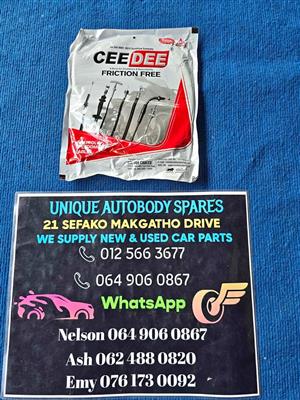 CEEDEE
FRICTION FREE
UNIQUE AUTOBODY SPARES
21 SEFAKO MAKGATHO DRIVE
WE SUPPLY NEW & USED CAR PARTS
012 566 3677
064 906 0867
WhatsApp
Nelson 064 906 0867
Ash 062 488 0820
Emy 076 173 0092